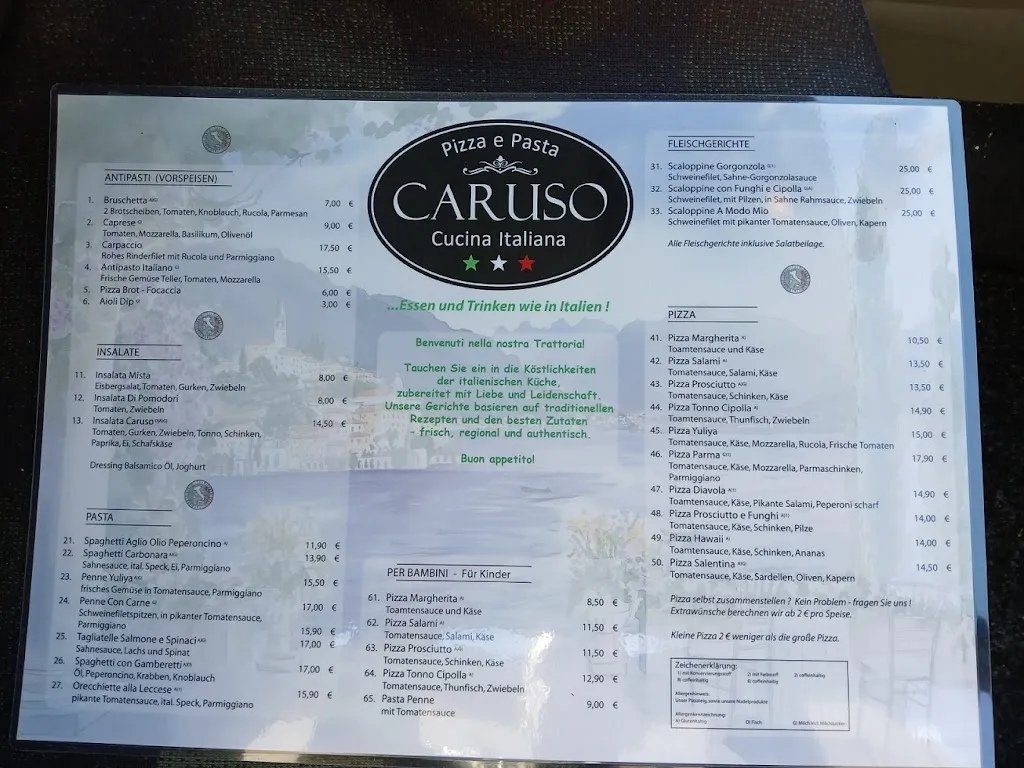 Pizza e Pasta
CARUSO
Cucina Italiana
...Essen und Trinken wie in Italien !
Benvenuti nella nostra Trattoria!
Tauchen Sie ein in die Köstlichkeiten
der italienischen Küche,
zubereitet mit Liebe und Leidenschaft.
Unsere Gerichte basieren auf traditionellen
Rezepten und den besten Zutaten
- frisch, regional und authentisch.
Buon appetito!
ANTIPASTI (VORSPEISEN)
1. Bruschetta 7,00 €
2 Brotscheiben, Tomaten, Knoblauch, Rucola, Parmesan
2. Caprese 9,00 €
Tomaten, Mozzarella, Basilikum, Olivenöl
3. Carpaccio 17,50 €
Rohes Rinderfilet mit Rucola und Parmiggiano
4. Antipasto Italiano 15,50 €
Frische Gemüse Teller, Tomaten, Mozzarella
5. Pizza Brot - Focaccia 6,00 €
6. Aioli Dip 3,00 €
INSALATE
11. Insalata Mista 8,00 €
Eisbergsalat, Tomaten, Gurken, Zwiebeln
12. Insalata Di Pomodori 8,00 €
Tomaten, Zwiebeln
13. Insalata Caruso 14,50 €
Tomaten, Gurken, Zwiebeln, Tonno, Schinken,
Paprika, Ei, Schafskäse
Dressing Balsamico Öl, Joghurt
PASTA
21. Spaghetti Aglio Olio Peperoncino 11,90 €
22. Spaghetti Carbonara 13,90 €
Sahnesauce, ital. Speck, Ei, Parmiggiano
23. Penne Yuliya 15,50 €
frisches Gemüse in Tomatensauce, Parmiggiano
24. Penne Con Carne 17,00 €
Schweinefiletspitzen, in pikanter Tomatensauce,
Parmiggiano 15,90 €
25. Tagliatelle Salmone e Spinaci 17,00 €
Sahnesauce, Lachs und Spinat
26. Spaghetti con Gamberetti 17,00 €
Öl, Peperoncino, Krabben, Knoblauch
27. Orecchiette alla Leccese 15,90 €
pikante Tomatensauce, ital. Speck, Parmiggiano
PER BAMBINI - Für Kinder
61. Pizza Margherita 8,50 €
Toamtensauce und Käse
62. Pizza Salami 11,50 €
Tomatensauce, Salami, Käse
63. Pizza Prosciutto 11,50 €
Tomatensauce, Schinken, Käse
64. Pizza Tonno Cipolla 12,90 €
Tomatensauce, Thunfisch, Zwiebeln
65. Pasta Penne 9,00 €
mit Tomatensauce
FLEISCHGERICHTE
31. Scaloppine Gorgonzola 25,00 €
Schweinefilet, Sahne-Gorgonzolasauce
32. Scaloppine con Funghi e Cipolla 25,00 €
Schweinefilet, mit Pilzen, in Sahne Rahmsauce, Zwiebeln
33. Scaloppine A Modo Mio 25,00 €
Schweinefilet mit pikanter Tomatensauce, Oliven, Kapern
Alle Fleischgerichte inklusive Salatbeilage.
PIZZA
41. Pizza Margherita 10,50 €
Toamtensauce und Käse
42. Pizza Salami 13,50 €
Tomatensauce, Salami, Käse
43. Pizza Prosciutto 13,50 €
Tomatensauce, Schinken, Käse
44. Pizza Tonno Cipolla 14,90 €
Toamtensauce, Thunfisch, Zwiebeln
45. Pizza Yuliya 15,00 €
Tomatensauce, Käse, Mozzarella, Rucola, Frische Tomaten
46. Pizza Parma 17,90 €
Tomatensauce, Käse, Mozzarella, Parmaschinken,
Parmiggiano
47. Pizza Diavola 14,90 €
Toamtensauce, Käse, Pikante Salami, Peperoni scharf
48. Pizza Prosciutto e Funghi 14,00 €
Tomatensauce, Käse, Schinken, Pilze
49. Pizza Hawaii 14,00 €
Toamtensauce, Käse, Schinken, Ananas
50. Pizza Salentina 14,50 €
Tomatensauce, Käse, Sardellen, Oliven, Kapern
Pizza selbst zusammenstellen ? Kein Problem - fragen Sie uns !
Extrawünsche berechnen wir ab 2 € pro Speise.
Kleine Pizza 2 € weniger als die große Pizza.
Zeichenerklärung:
1) mit Konservierungsstoff 2) mit Farbstoff